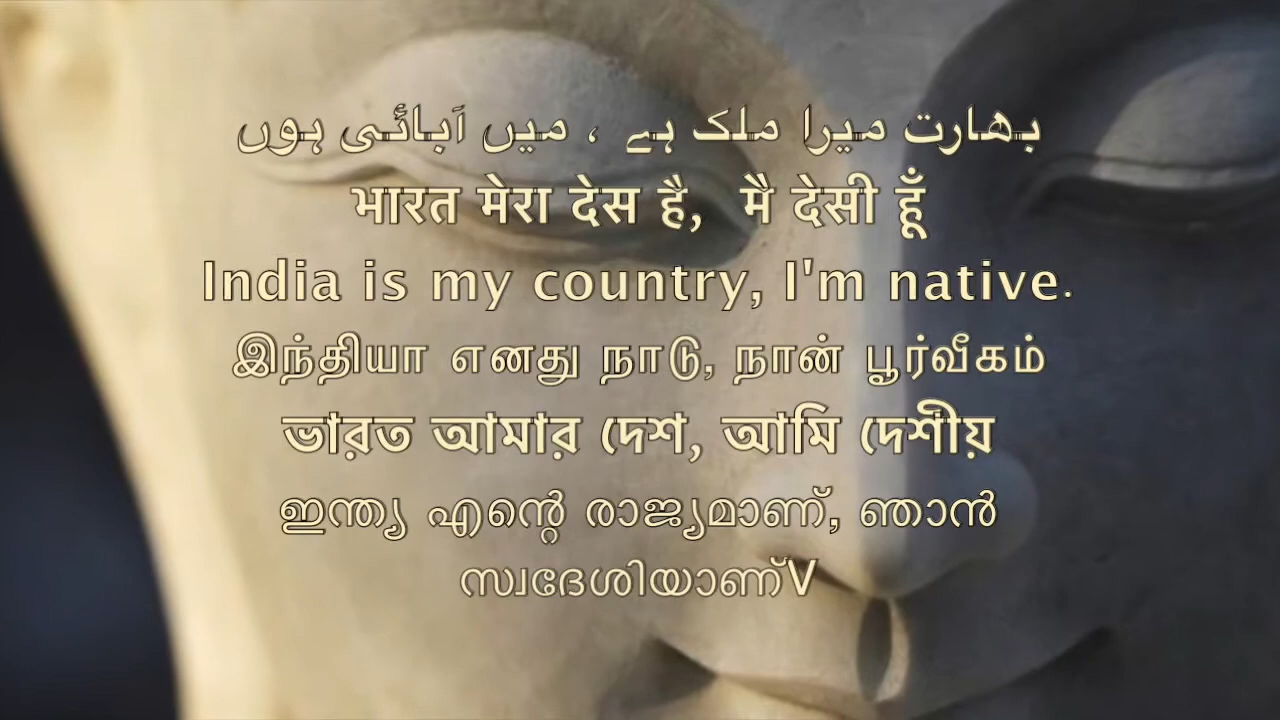 بھارت میرا ملک ہے ، میں آبائی ہوں
भारत मेरा देस है, मै देसी हूँ
India is my country, I'm native.
இந்தியா எனது நாடு, நான் பூர்வீகம்
ভারত আমার দেশ, আমি দেশীয়
ഇന്ത്യ എന്റെ രാജ്യമാണ്, ഞാൻ
സ്വദേശിയാണ്V